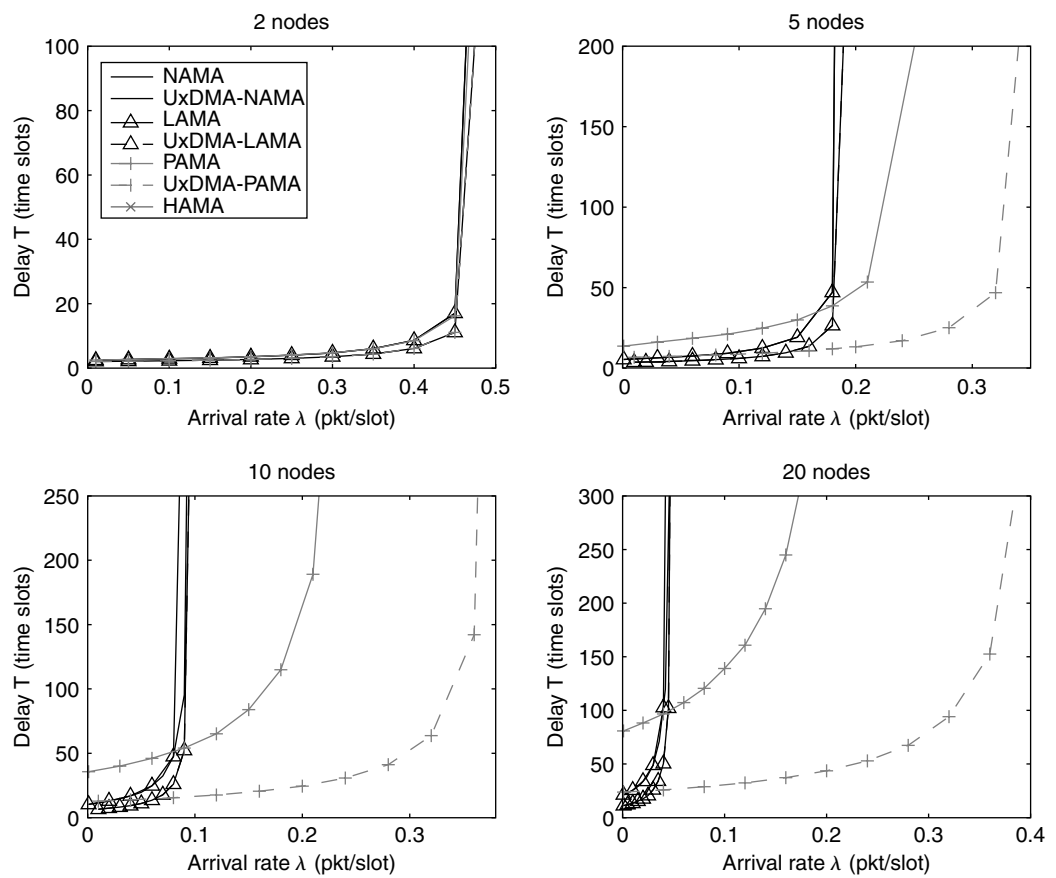 2 nodes
100
80
60
40
20
0
Delay T (time slots)
NAMA
UxDMA-NAMA
LAMA
UxDMA-LAMA
PAMA
UxDMA-PAMA
HAMA
0 0.1 0.2 0.3 0.4 0.5
Arrival rate λ (pkt/slot)
5 nodes
200
150
100
50
0
Delay T (time slots)
0 0.1 0.2 0.3
Arrival rate λ (pkt/slot)
10 nodes
250
200
150
100
50
0
Delay T (time slots)
0 0.1 0.2 0.3
Arrival rate λ (pkt/slot)
20 nodes
300
250
200
150
100
50
0
Delay T (time slots)
0 0.1 0.2 0.3 0.4
Arrival rate λ (pkt/slot)